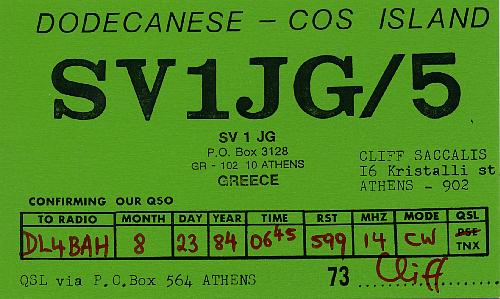 DODECANESE - COS ISLAND
SV1JG/5
SV 1 JG
P.O. Box 3128
GR - 102 10 ATHENS
GREECE
CLIFF SACCALIS
I6 Kristalli st
ATHENS - 902
CONFIRMING OUR QSO
TO RADIO MONTH DAY YEAR TIME RST MHZ MODE QSL
DL4BAH 8 23 84 0645 599 14 CW PSE TNX
QSL via P.O.Box 564 ATHENS 73 Cliff